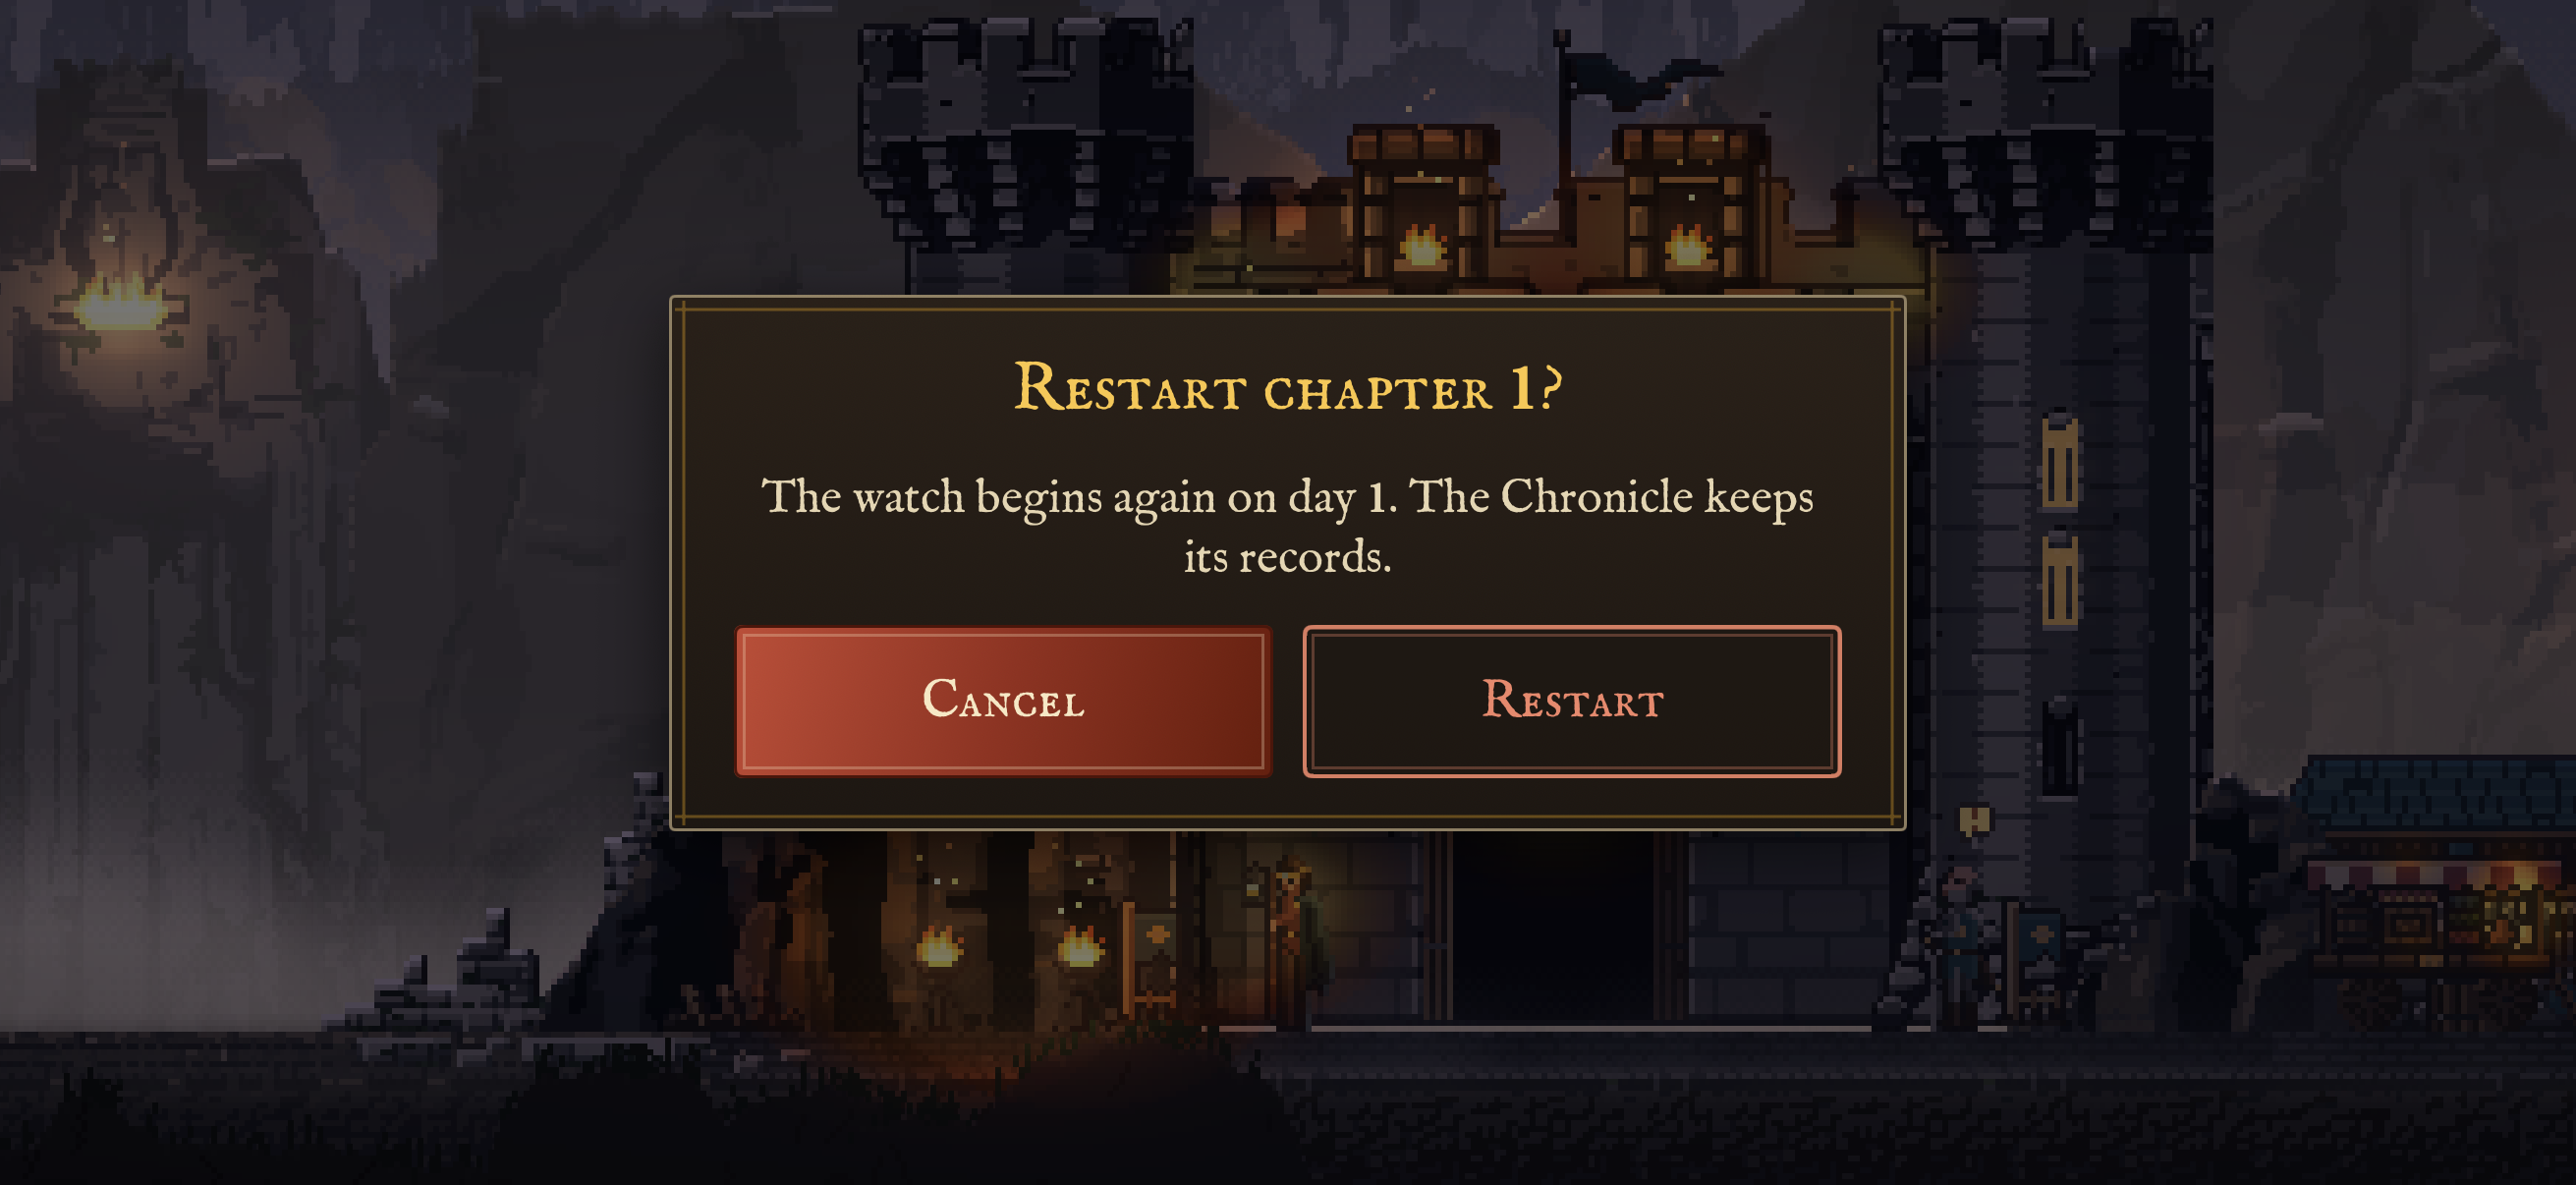 Restart chapter 1?
The watch begins again on day 1. The Chronicle keeps
its records.
Cancel
Restart